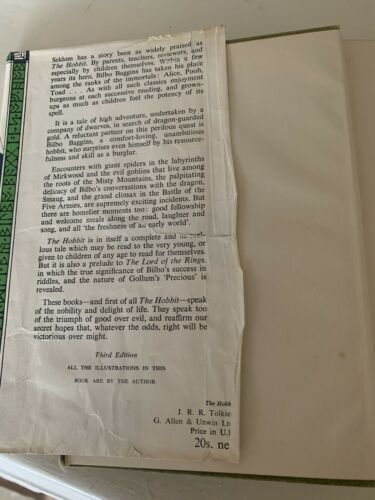 Seldom has a story been as widely praised as
The Hobbit. By parents, teachers, reviewers, and
especially by children themselves. Within a few
years its hero, Bilbo Baggins has taken his place
among the ranks of the immortals: Alice, Pooh,
Toad . . . As with all such classics enjoyment
burgeons at each successive reading, and grown-
ups as much as children feel the potency of its
spell.
It is a tale of high adventure, undertaken by a
company of dwarves, in search of dragon-guarded
gold. A reluctant partner on this perilous quest is
Bilbo Baggins, a comfort-loving, unambitious
hobbit, who surprises even himself by his resource-
fulness and skill as a burglar.
Encounters with giant spiders in the labyrinths
of Mirkwood and the evil goblins that live among
the roots of the Misty Mountains, the palpitating
delicacy of Bilbo's conversations with the dragon,
Smaug, and the grand climax in the Battle of the
Five Armies, are supremely exciting incidents. But
there are homelier moments too: good fellowship
and welcome meals along the road, laughter and
song, and all 'the freshness of an early world'.
The Hobbit is in itself a complete and
lous tale which may be read to the very young, or
given to children of any age to read for themselves.
But it is also a prelude to The Lord of the Rings,
in which the true significance of Bilbo's success in
riddles, and the nature of Gollum's 'Precious' is
revealed.
These books—and first of all The Hobbit—speak
of the nobility and delight of life. They speak too
of the triumph of good over evil, and reaffirm our
secret hopes that, whatever the odds, right will be
victorious over might.
Third Edition
ALL THE ILLUSTRATIONS IN THIS
BOOK ARE BY THE AUTHOR
The Hobb
J. R. R. Tolkie
G. Allen & Unwin Lt
Price in U.
20s. ne